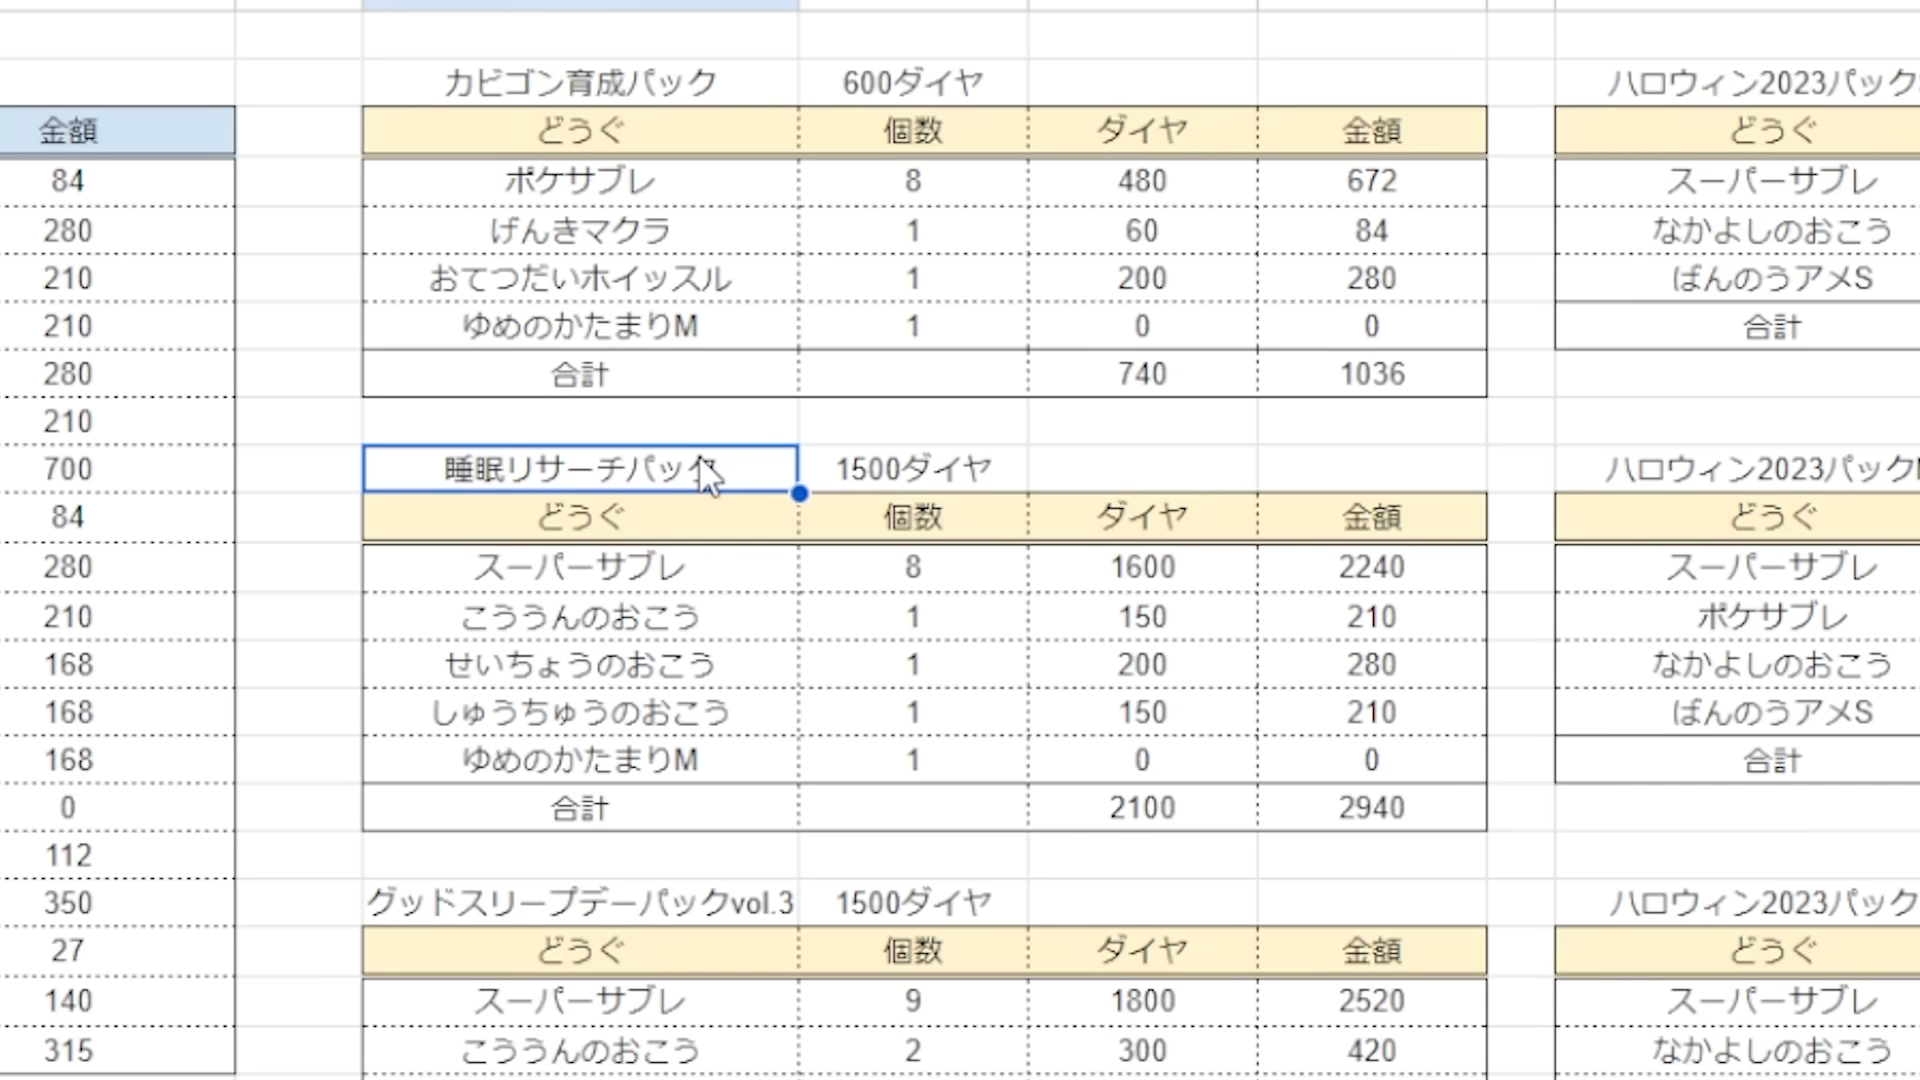 カビゴン育成パック 600ダイヤ ハロウィン2023パック
金額 どうぐ 個数 ダイヤ 金額 どうぐ
84 ポケサブレ 8 480 672 スーパーサブレ
280 げんきマクラ 1 60 84 なかよしのおこう
210 おてつだいホイッスル 1 200 280 ばんのうアメS
210 ゆめのかたまりM 1 0 0 合計
280 合計 740 1036
210
700 睡眠リサーチパック 1500ダイヤ ハロウィン2023パック
84 どうぐ 個数 ダイヤ 金額 どうぐ
280 スーパーサブレ 8 1600 2240 スーパーサブレ
210 こううんのおこう 1 150 210 ポケサブレ
168 せいちょうのおこう 1 200 280 なかよしのおこう
168 しゅうちゅうのおこう 1 150 210 ばんのうアメS
168 ゆめのかたまりM 1 0 0 合計
0 合計 2100 2940
112
350 グッドスリープデーパックvol.3 1500ダイヤ ハロウィン2023パック
27 どうぐ 個数 ダイヤ 金額 どうぐ
140 スーパーサブレ 9 1800 2520 スーパーサブレ
315 こううんのおこう 2 300 420 なかよしのおこう